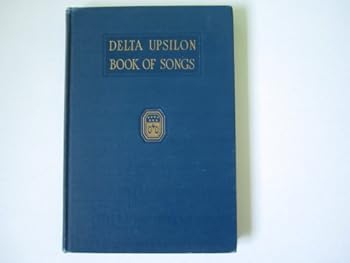 DELTA UPSILON
BOOK OF SONGS